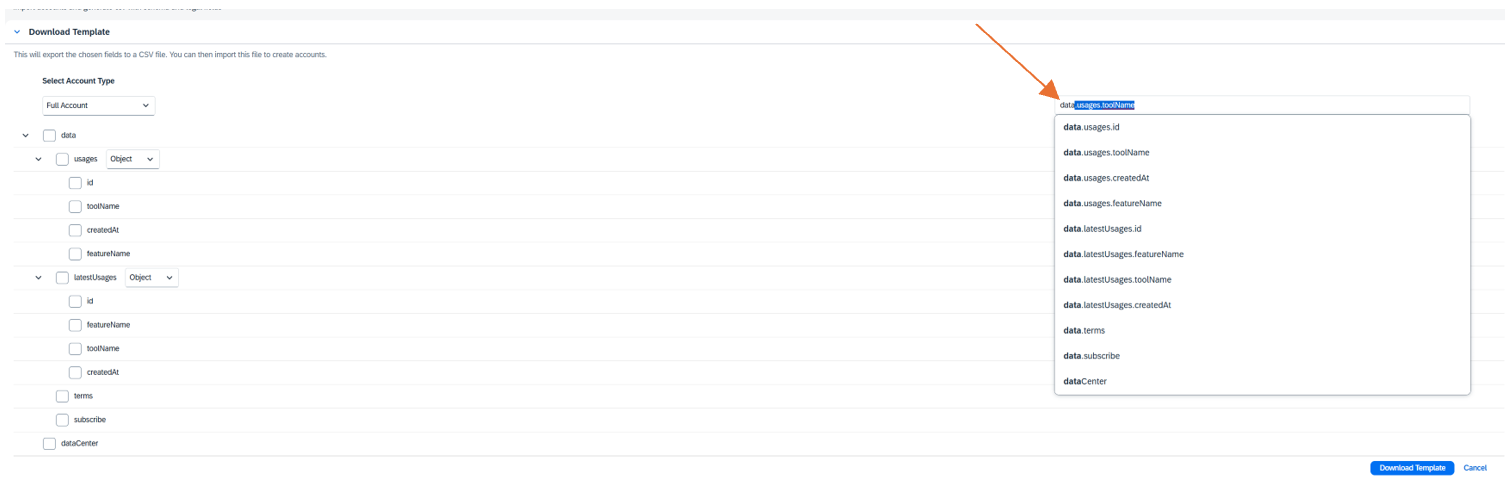 Download Template
This will export the chosen fields to a CSV file. You can then import this file to create accounts.
Select Account Type
Full Account
data.usages.toolName
data
data.usages.id
usages Object
data.usages.toolName
id
data.usages.createdAt
toolName
data.usages.featureName
createdAt
data.latestUsages.id
featureName
data.latestUsages.featureName
latestUsages Object
data.latestUsages.toolName
id
data.latestUsages.createdAt
featureName
data.terms
toolName
data.subscribe
createdAt
dataCenter
terms
subscribe
dataCenter
Download Template Cancel